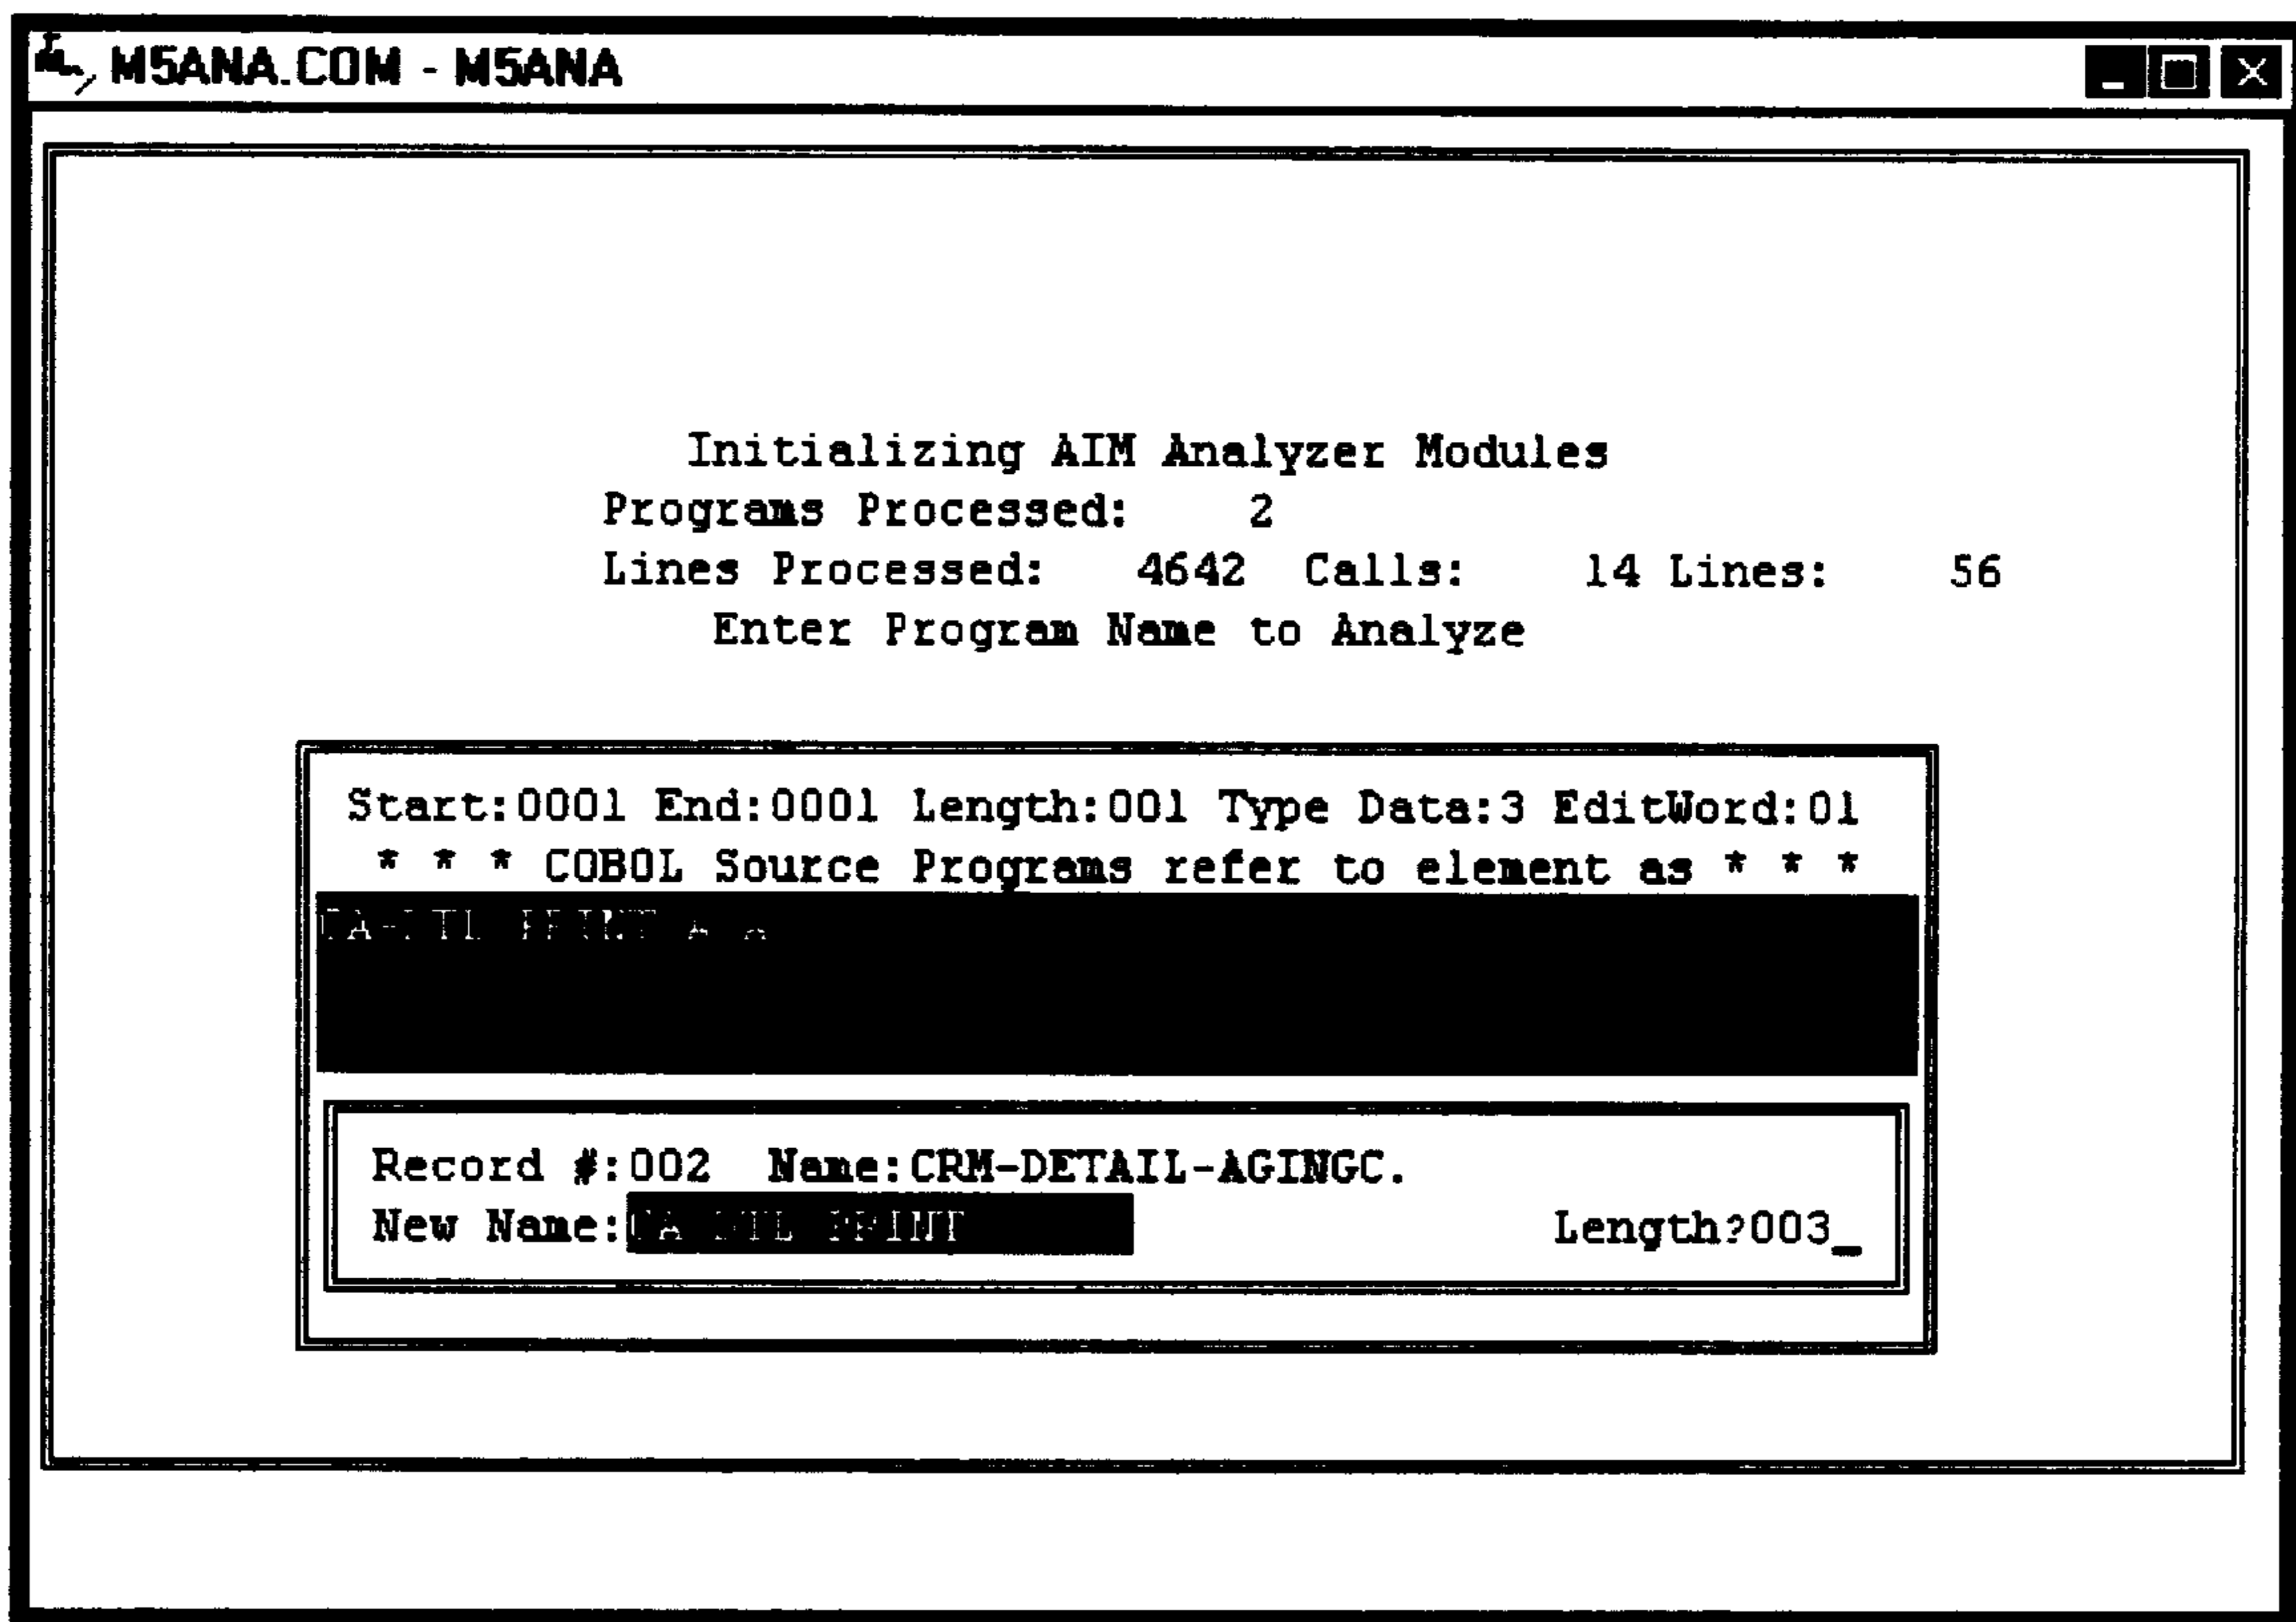 M5ANA.COM - M5ANA
Initializing AIM Analyzer Modules
Programs Processed: 2
Lines Processed: 4642 Calls: 14 Lines: 56
Enter Program Name to Analyze
Start:0001 End:0001 Length:001 Type Data:3 EditWord:01
* * * COBOL Source Programs refer to element as * * *
Record #:002 Name:CRM-DETAIL-AGINGC.
New Name: Length?003_